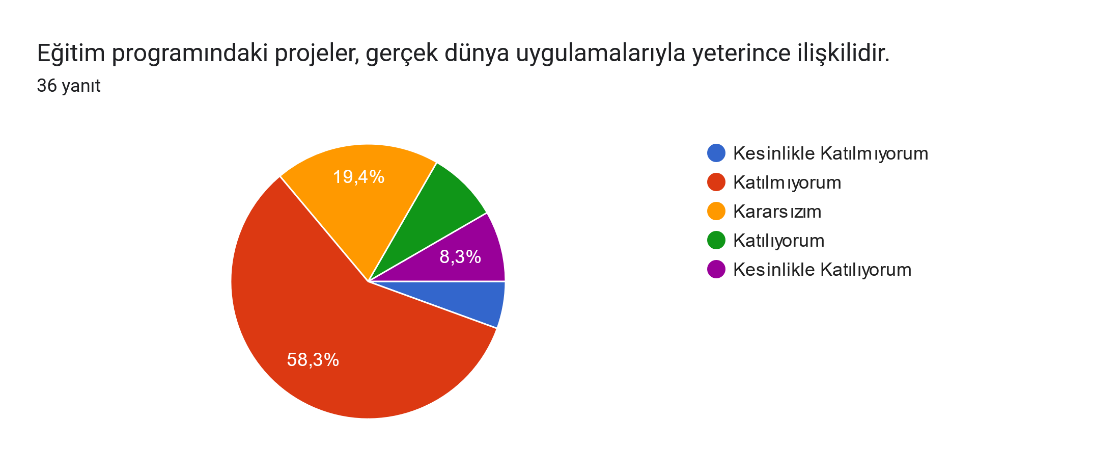 Eğitim programındaki projeler, gerçek dünya uygulamalarıyla yeterince ilişkilidir.
36 yanıt
Kesinlikle Katılmıyorum
Katılmıyorum
Kararsızım
Katılıyorum
Kesinlikle Katılıyorum
19,4%
8,3%
58,3%